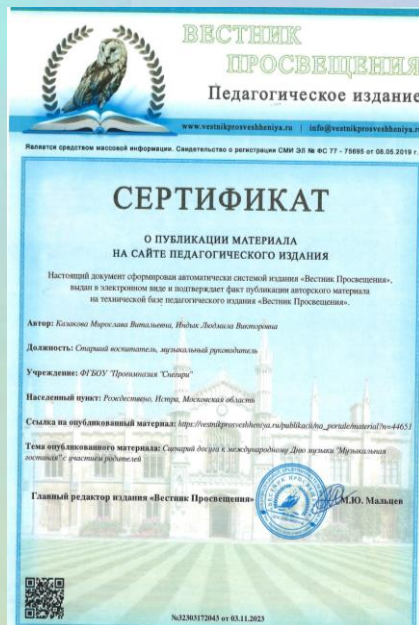 ВЕСТНИК
ПРОСВЕЩЕНИЯ
Педагогическое издание
www.vestnikprosveshheniya.ru | info@vestnikprosveshheniya.ru
Является средством массовой информации. Свидетельство о регистрации СМИ ЭЛ № ФС 77 - 75695 от 08.05.2019 г.
СЕРТИФИКАТ
О ПУБЛИКАЦИИ МАТЕРИАЛА
НА САЙТЕ ПЕДАГОГИЧЕСКОГО ИЗДАНИЯ
Настоящий документ сформирован автоматически системой издания «Вестник Просвещения»,
выдан в электронном виде и подтверждает факт публикации авторского материала
на технической базе педагогического издания «Вестник Просвещения».
Автор: Казакова Мирослава Витальевна, Индык Людмила Викторовна
Должность: Старший воспитатель, музыкальный руководитель
Учреждение: ФГБОУ "Прогимназия "Снегири"
Населенный пункт: Рождествено, Истра, Московская область
Ссылка на опубликованный материал: https://vestnikprosveshheniya.ru/publikacii/na_portale/material?n=44651
Тема опубликованного материала: Сценарий досуга к международному Дню музыки "Музыкальная
гостиная" с участием родителей
Главный редактор издания «Вестник Просвещения» М.Ю. Мальцев
№32303172043 от 03.11.2023